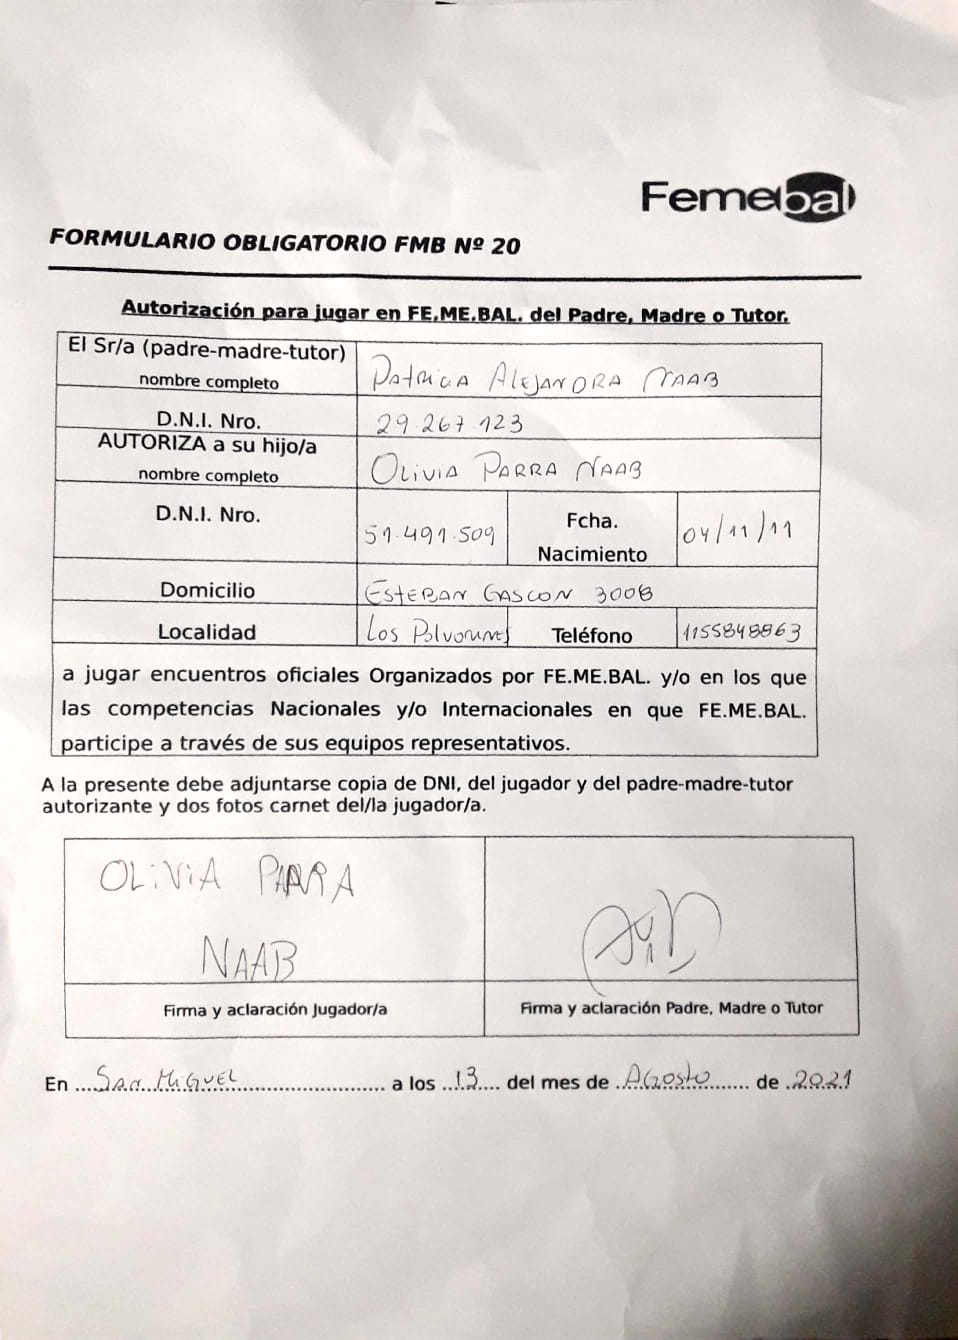 Femebal
FORMULARIO OBLIGATORIO FMB Nº 20
Autorización para jugar en FE.ME.BAL. del Padre, Madre o Tutor.
El Sr/a (padre-madre-tutor)
nombre completo
Patricia Alejandra Naab
D.N.I. Nro.
29.267.123
AUTORIZA a su hijo/a
nombre completo
Olivia Parra Naab
D.N.I. Nro.
51.491.509
Fcha.
Nacimiento
04/11/11
Domicilio
Esteban Gascon 3008
Localidad
Los Polvorines
Teléfono
1155848863
a jugar encuentros oficiales Organizados por FE.ME.BAL. y/o en los que
las competencias Nacionales y/o Internacionales en que FE.ME.BAL.
participe a través de sus equipos representativos.
A la presente debe adjuntarse copia de DNI, del jugador y del padre-madre-tutor
autorizante y dos fotos carnet del/la jugador/a.
OLiViA PARRA
NAAB
Firma y aclaración Jugador/a
Firma y aclaración Padre, Madre o Tutor
En ...San Miguel........................ a los ..13.... del mes de .Agosto....... de .2021